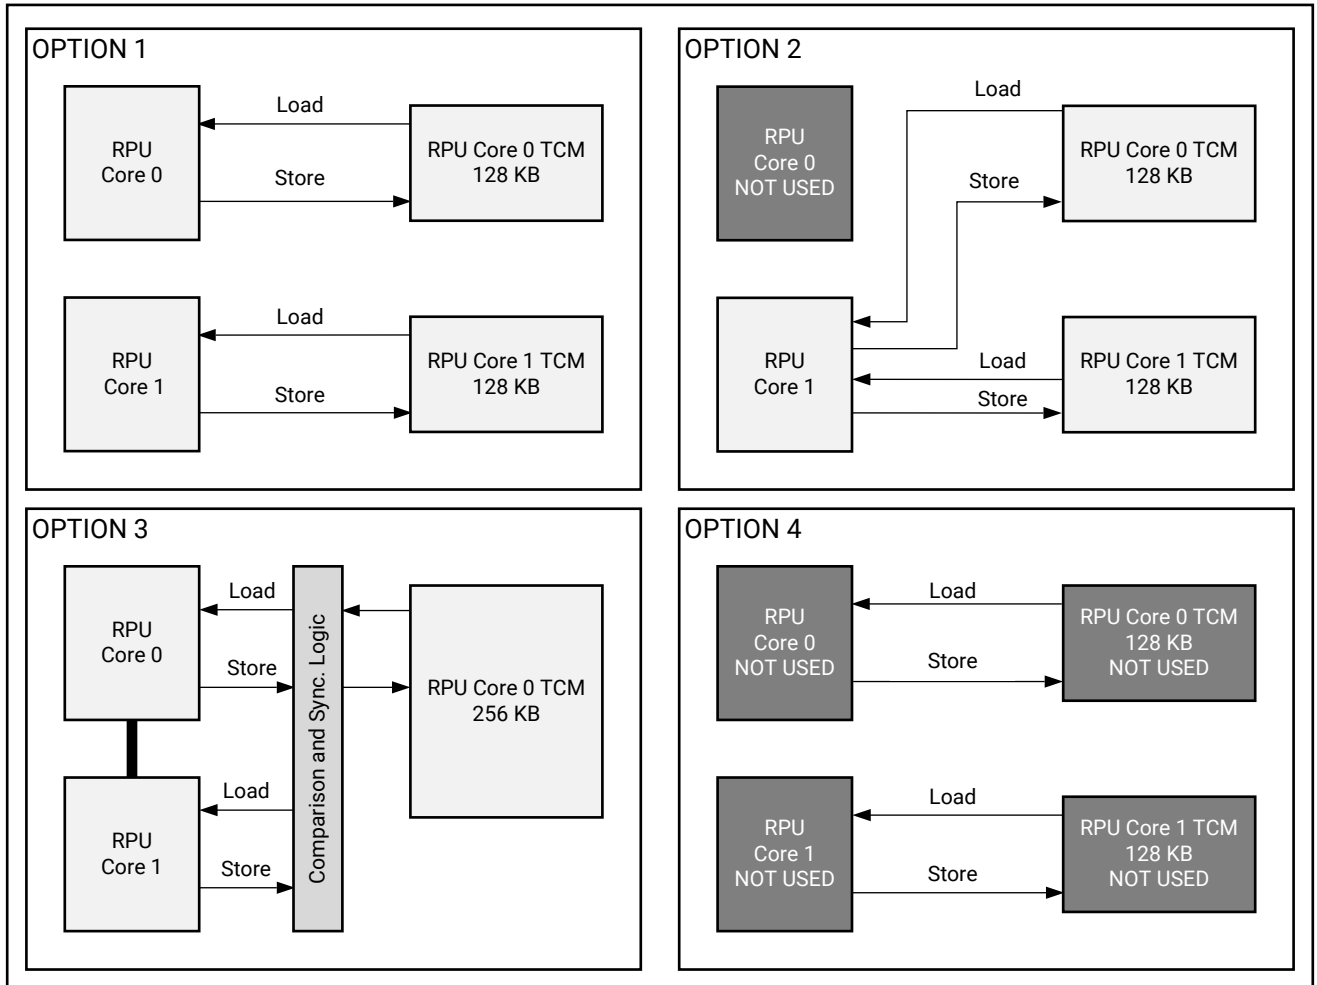 OPTION 1
Load
RPU
Core 0
RPU Core 0 TCM
128 KB
Store
Load
RPU
Core 1
RPU Core 1 TCM
128 KB
Store
OPTION 2
RPU
Core 0
NOT USED
Load
RPU Core 0 TCM
128 KB
Store
RPU
Core 1
Load
RPU Core 1 TCM
128 KB
Store
OPTION 3
RPU
Core 0
Load
Store
Comparison and Sync. Logic
RPU Core 0 TCM
256 KB
RPU
Core 1
Load
Store
OPTION 4
RPU
Core 0
NOT USED
Load
Store
RPU Core 0 TCM
128 KB
NOT USED
RPU
Core 1
NOT USED
Load
Store
RPU Core 1 TCM
128 KB
NOT USED